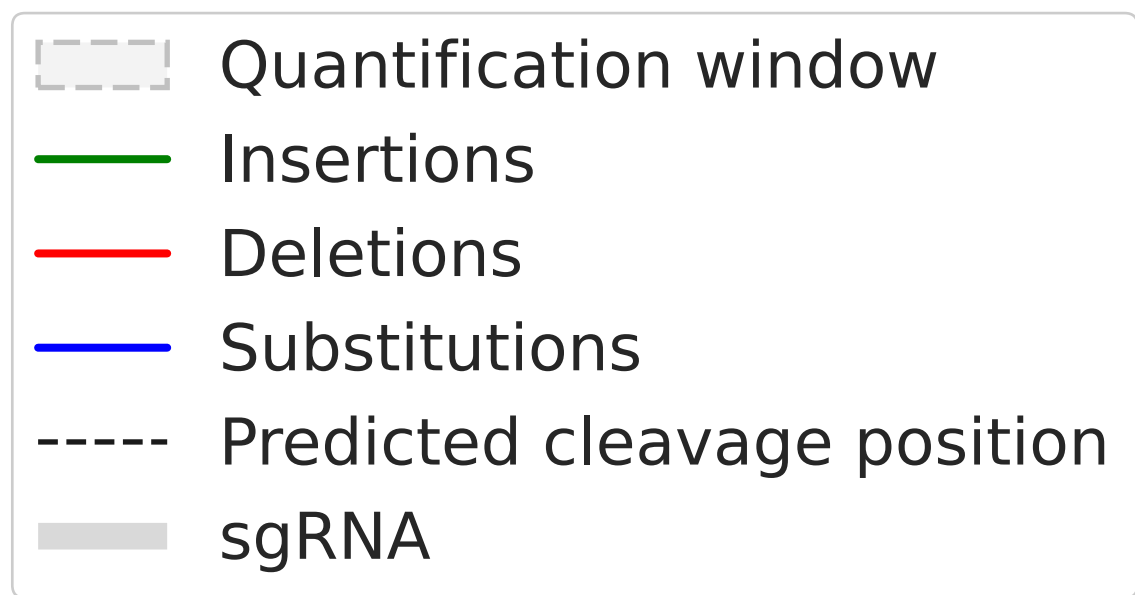 Quantification window
Insertions
Deletions
Substitutions
Predicted cleavage position
sgRNA